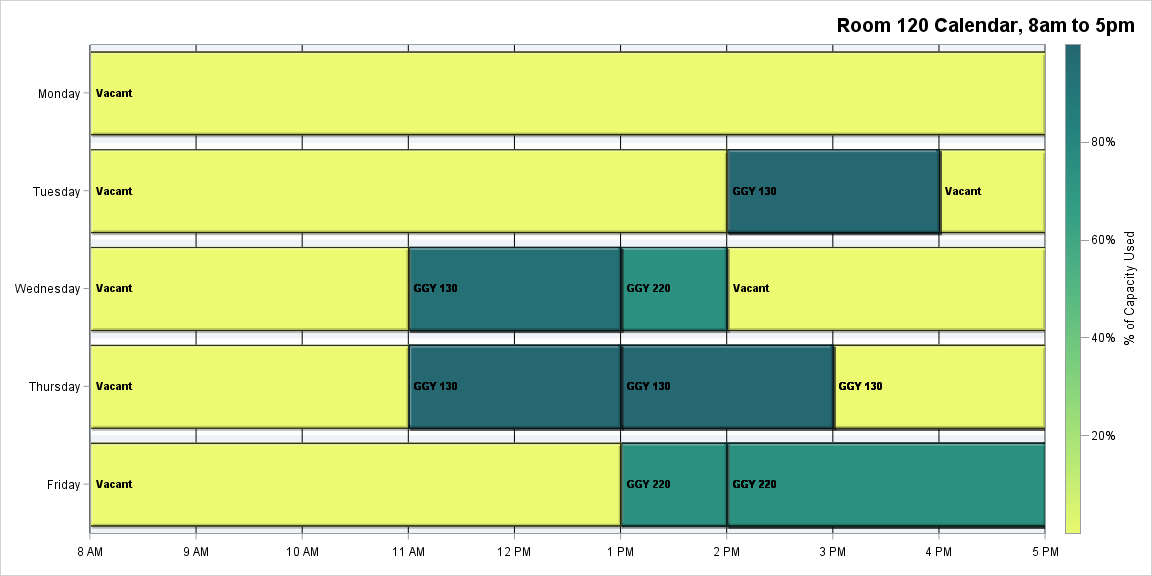 Room 120 Calendar, 8am to 5pm
Monday
Vacant
Tuesday
Vacant
GGY 130
Vacant
Wednesday
Vacant
GGY 130
GGY 220
Vacant
Thursday
Vacant
GGY 130
GGY 130
GGY 130
Friday
Vacant
GGY 220
GGY 220
8 AM
9 AM
10 AM
11 AM
12 PM
1 PM
2 PM
3 PM
4 PM
5 PM
80%
60%
40%
20%
% of Capacity Used